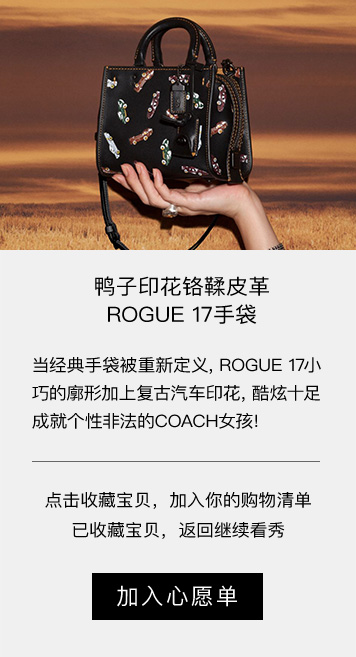 鸭子印花铬鞣皮革
ROGUE 17手袋
当经典手袋被重新定义, ROGUE 17小
巧的廓形加上复古汽车印花, 酷炫十足
成就个性非法的COACH女孩!
点击收藏宝贝，加入你的购物清单
已收藏宝贝，返回继续看秀
加入心愿单